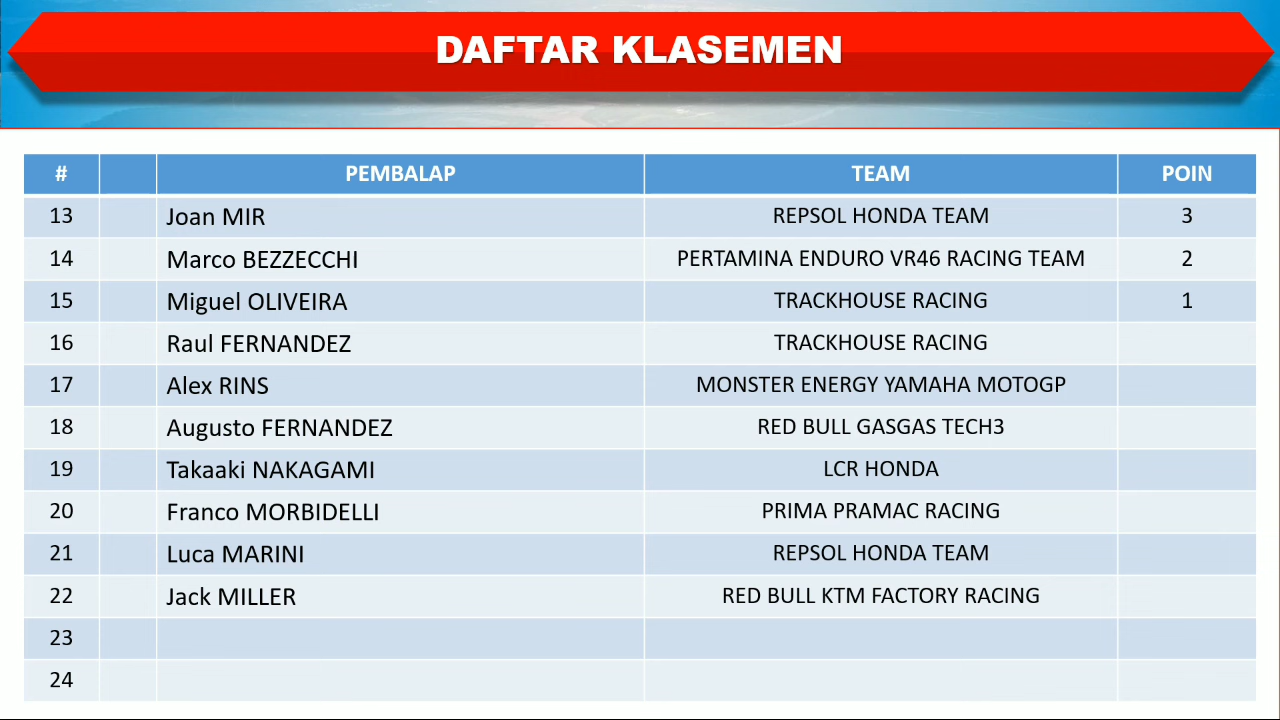 DAFTAR KLASEMEN
# PEMBALAP TEAM POIN
13 Joan MIR REPSOL HONDA TEAM 3
14 Marco BEZZECCHI PERTAMINA ENDURO VR46 RACING TEAM 2
15 Miguel OLIVEIRA TRACKHOUSE RACING 1
16 Raul FERNANDEZ TRACKHOUSE RACING
17 Alex RINS MONSTER ENERGY YAMAHA MOTOGP
18 Augusto FERNANDEZ RED BULL GASGAS TECH3
19 Takaaki NAKAGAMI LCR HONDA
20 Franco MORBIDELLI PRIMA PRAMAC RACING
21 Luca MARINI REPSOL HONDA TEAM
22 Jack MILLER RED BULL KTM FACTORY RACING
23
24